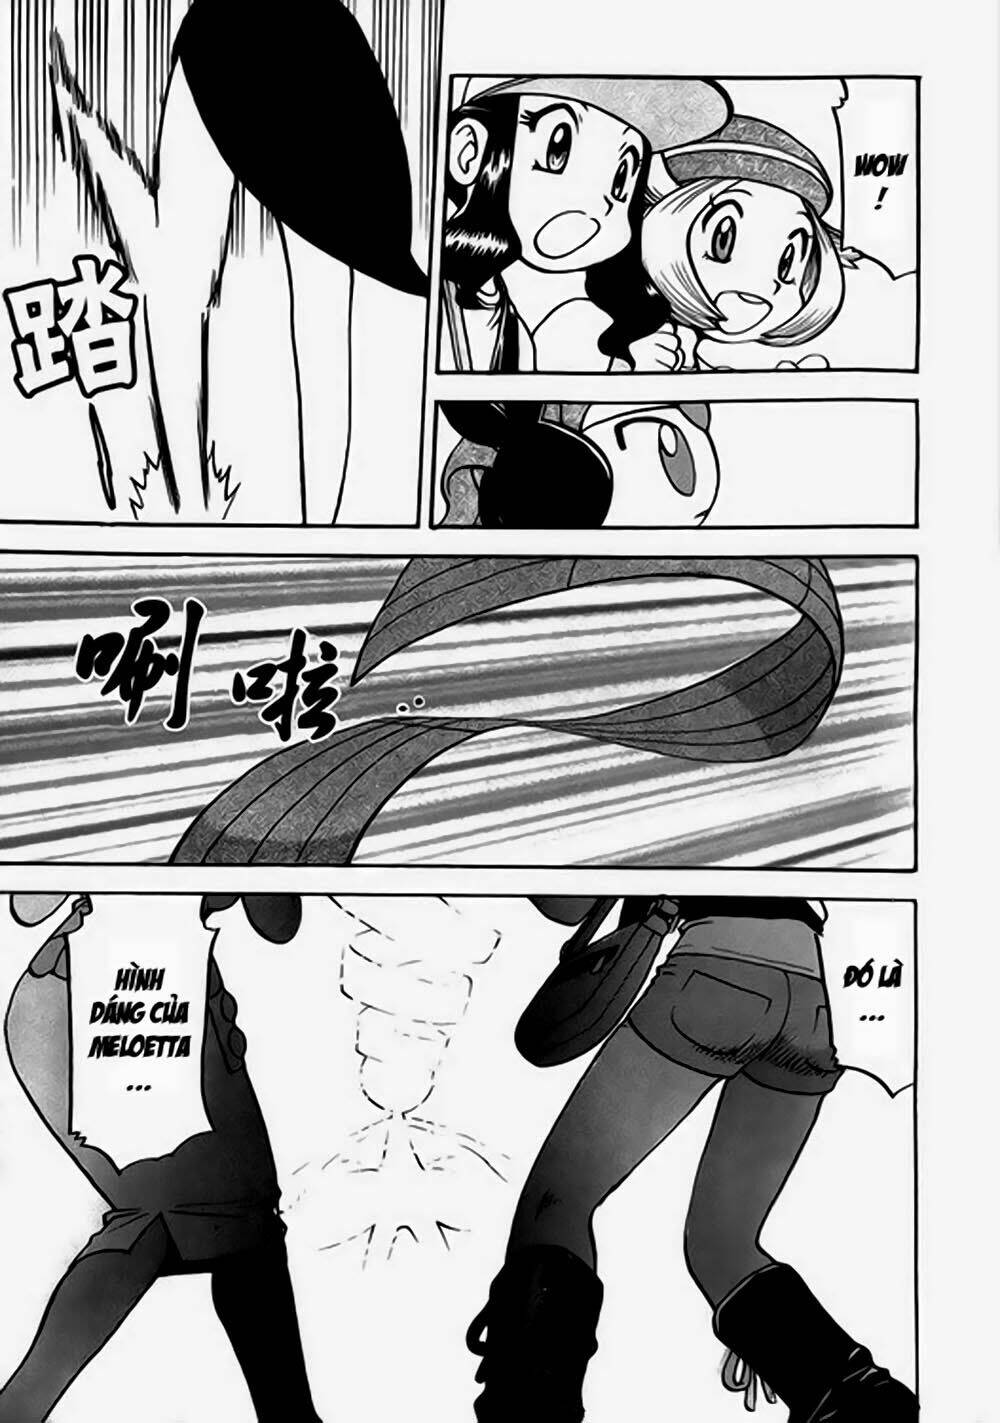 WOW
!
踏
唰啦..
ĐÓ LÀ
...
HÌNH
DÁNG CỦA
MELOETTA
...